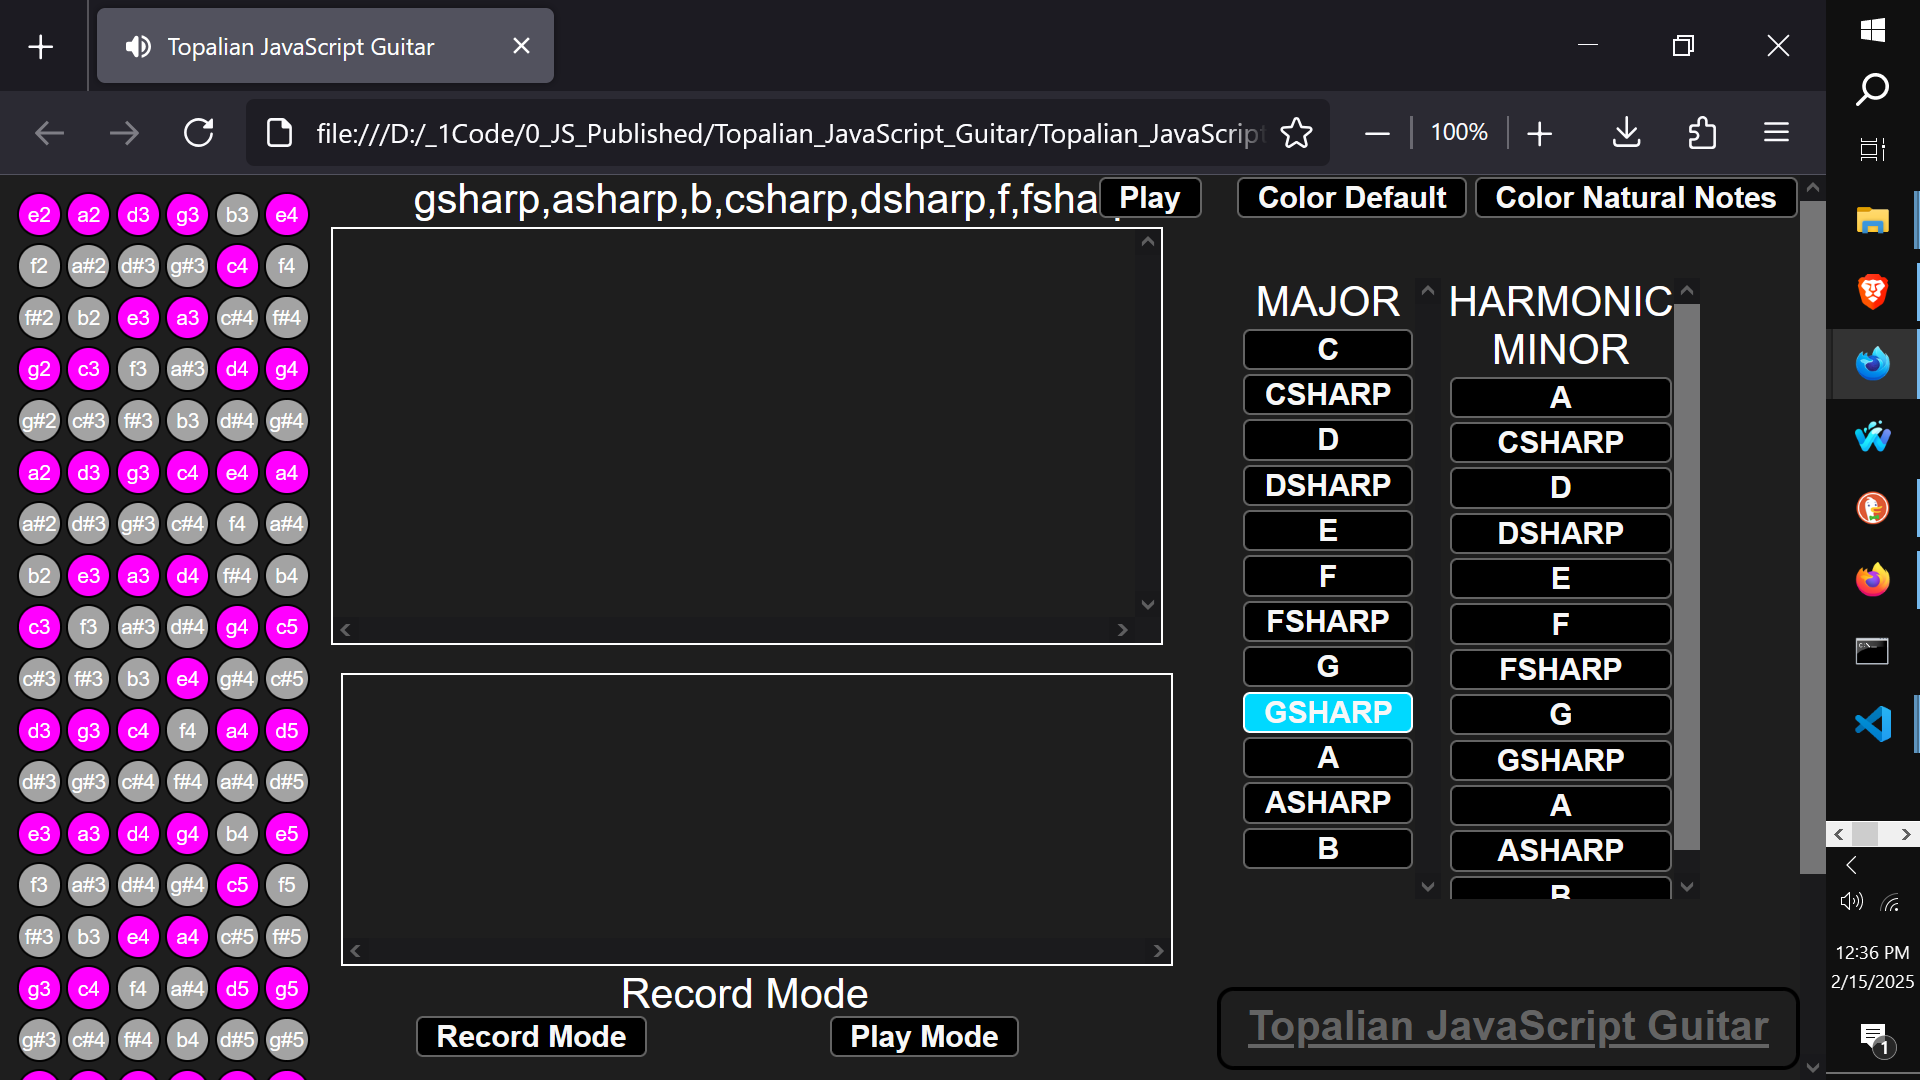 Topalian JavaScript Guitar
file:///D:/_1Code/0_JS_Published/Topalian_JavaScript_Guitar/Topalian_JavaScript
100%
e2 a2 d3 g3 b3 e4
f2 a#2 d#3 g#3 c4 f4
f#2 b2 e3 a3 c#4 f#4
g2 c3 f3 a#3 d4 g4
g#2 c#3 f#3 b3 d#4 g#4
a2 d3 g3 c4 e4 a4
a#2 d#3 g#3 c#4 f4 a#4
b2 e3 a3 d4 f#4 b4
c3 f3 a#3 d#4 g4 c5
c#3 f#3 b3 e4 g#4 c#5
d3 g3 c4 f4 a4 d5
d#3 g#3 c#4 f#4 a#4 d#5
e3 a3 d4 g4 b4 e5
f3 a#3 d#4 g#4 c5 f5
f#3 b3 e4 a4 c#5 f#5
g3 c4 f4 a#4 d5 g5
g#3 c#4 f#4 b4 d#5 g#5
gsharp,asharp,b,csharp,dsharp,f,fsha
Play
Color Default
Color Natural Notes
MAJOR
C
CSHARP
D
DSHARP
E
F
FSHARP
G
GSHARP
A
ASHARP
B
HARMONIC
MINOR
A
CSHARP
D
DSHARP
E
F
FSHARP
G
GSHARP
A
ASHARP
B
Record Mode
Record Mode
Play Mode
Topalian JavaScript Guitar
12:36 PM
2/15/2025
1